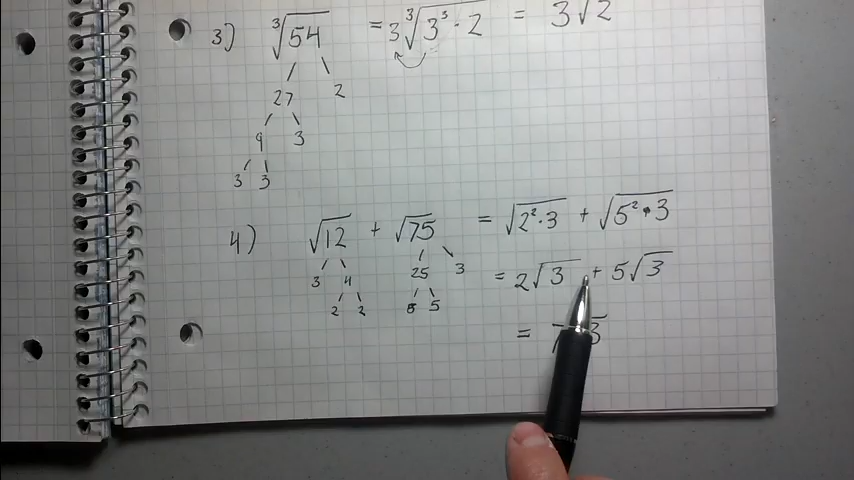 3) ∛54 = 3∛3³·2 = 3√2
27 2
9 3
3 3
4) √12 + √75 = √2²·3 + √5²·3
3 4 25 3 = 2√3 + 5√3
2 2 5 5
= 7√3